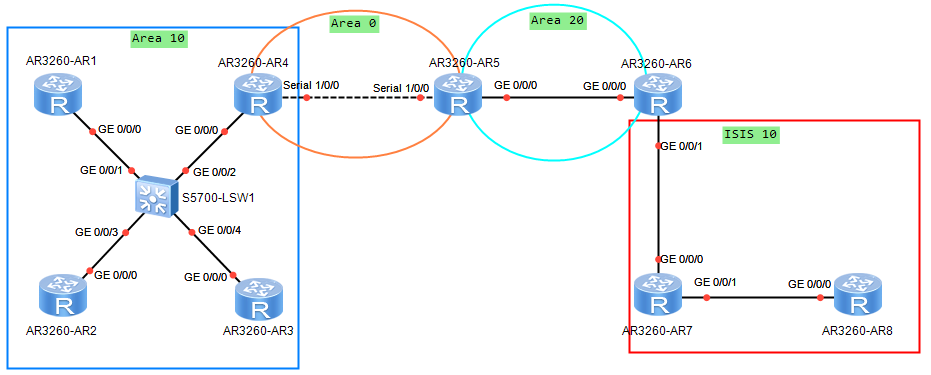 Area 0
Area 20
Area 10
AR3260-AR1
AR3260-AR4
AR3260-AR5
AR3260-AR6
Serial 1/0/0
Serial 1/0/0
GE 0/0/0
GE 0/0/0
R
R
R
R
GE 0/0/0
GE 0/0/0
ISIS 10
GE 0/0/1
GE 0/0/1
GE 0/0/2
S5700-LSW1
GE 0/0/3
GE 0/0/4
GE 0/0/0
GE 0/0/0
GE 0/0/0
GE 0/0/1
GE 0/0/0
R
R
R
R
AR3260-AR2
AR3260-AR3
AR3260-AR7
AR3260-AR8